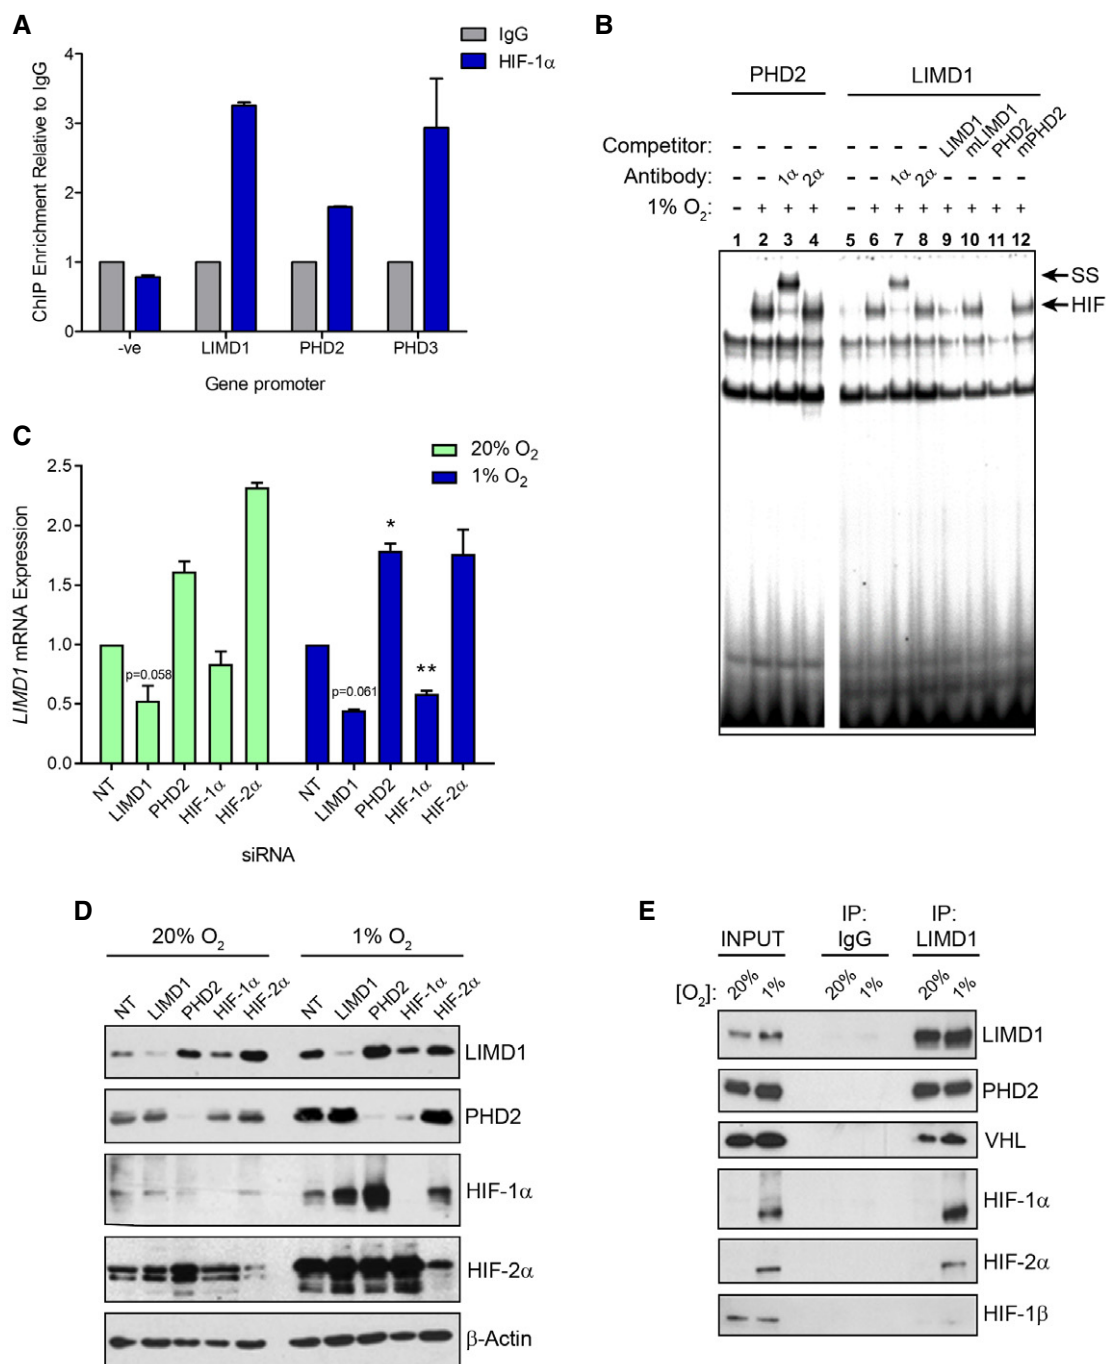 A
IgG
HIF-1α
ChIP Enrichment Relative to IgG
4
3
2
1
0
-ve LIMD1 PHD2 PHD3
Gene promoter
B
PHD2 LIMD1
Competitor: - - - - - - - - LIMD1 mLIMD1 PHD2 mPHD2
Antibody: - - 1α 2α - - 1α 2α - - - -
1% O2: - + + + - + + + + + + +
1 2 3 4 5 6 7 8 9 10 11 12
SS
HIF
C
20% O2
1% O2
LIMD1 mRNA Expression
2.5
2.0
1.5
1.0
0.5
0.0
p=0.058
p=0.061
*
**
NT LIMD1 PHD2 HIF-1α HIF-2α NT LIMD1 PHD2 HIF-1α HIF-2α
siRNA
D
20% O2 1% O2
NT LIMD1 PHD2 HIF-1α HIF-2α NT LIMD1 PHD2 HIF-1α HIF-2α
LIMD1
PHD2
HIF-1α
HIF-2α
β-Actin
E
INPUT IP: IgG IP: LIMD1
[O2]: 20% 1% 20% 1% 20% 1%
LIMD1
PHD2
VHL
HIF-1α
HIF-2α
HIF-1β